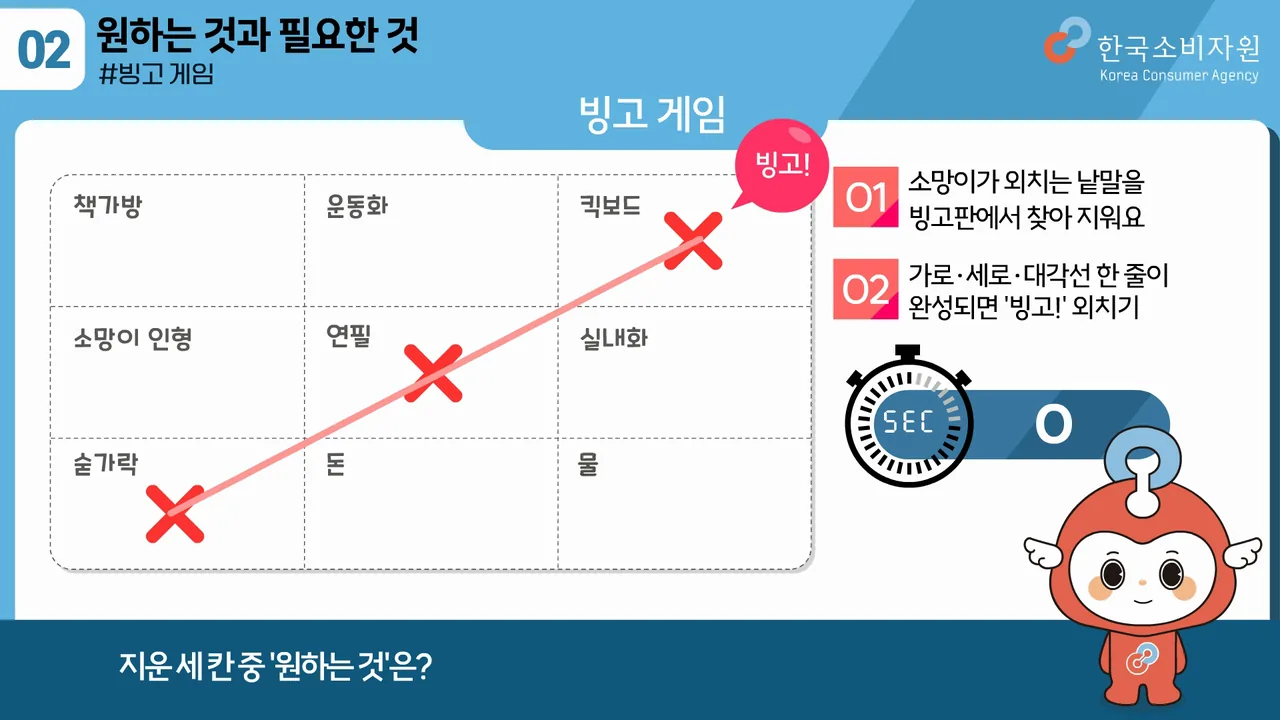 02
원하는 것과 필요한 것
#빙고 게임
한국소비자원
Korea Consumer Agency
빙고 게임
빙고!
책가방
운동화
킥보드
소망이 인형
연필
실내화
숟가락
돈
물
01
소망이가 외치는 낱말을
빙고판에서 찾아 지워요
02
가로·세로·대각선 한 줄이
완성되면 '빙고!' 외치기
SEC
0
지운 세 칸 중 '원하는 것'은?